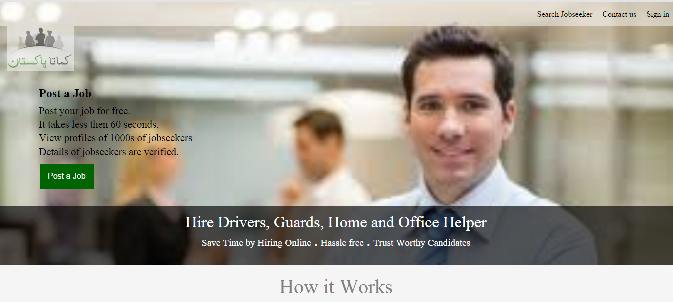 Search Jobseeker Contact us Sign in
کماتا پاکستان
Post a Job
Post your job for free.
It takes less then 60 seconds.
View profiles of 1000s of jobseekers
Details of jobseekers are verified.
Post a Job
Hire Drivers, Guards, Home and Office Helper
Save Time by Hiring Online . Hassle free . Trust Worthy Candidates
How it Works